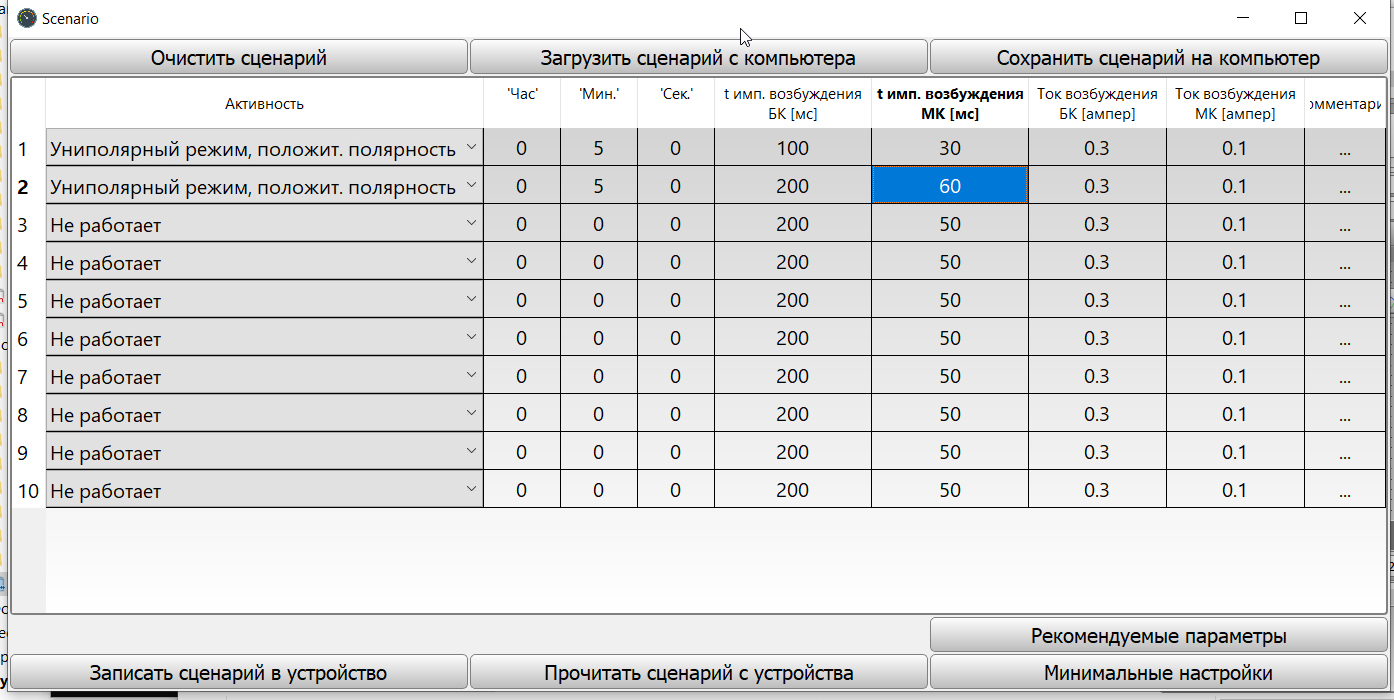 Scenario
Очистить сценарий Загрузить сценарий с компьютера Сохранить сценарий на компьютер
Активность 'Час' 'Мин.' 'Сек.' t имп. возбуждения БК [мс] t имп. возбуждения МК [мс] Ток возбуждения БК [ампер] Ток возбуждения МК [ампер] омментари
1 Униполярный режим, положит. полярность 0 5 0 100 30 0.3 0.1 ...
2 Униполярный режим, положит. полярность 0 5 0 200 60 0.3 0.1 ...
3 Не работает 0 0 0 200 50 0.3 0.1 ...
4 Не работает 0 0 0 200 50 0.3 0.1 ...
5 Не работает 0 0 0 200 50 0.3 0.1 ...
6 Не работает 0 0 0 200 50 0.3 0.1 ...
7 Не работает 0 0 0 200 50 0.3 0.1 ...
8 Не работает 0 0 0 200 50 0.3 0.1 ...
9 Не работает 0 0 0 200 50 0.3 0.1 ...
10 Не работает 0 0 0 200 50 0.3 0.1 ...
Рекомендуемые параметры
Записать сценарий в устройство Прочитать сценарий с устройства Минимальные настройки